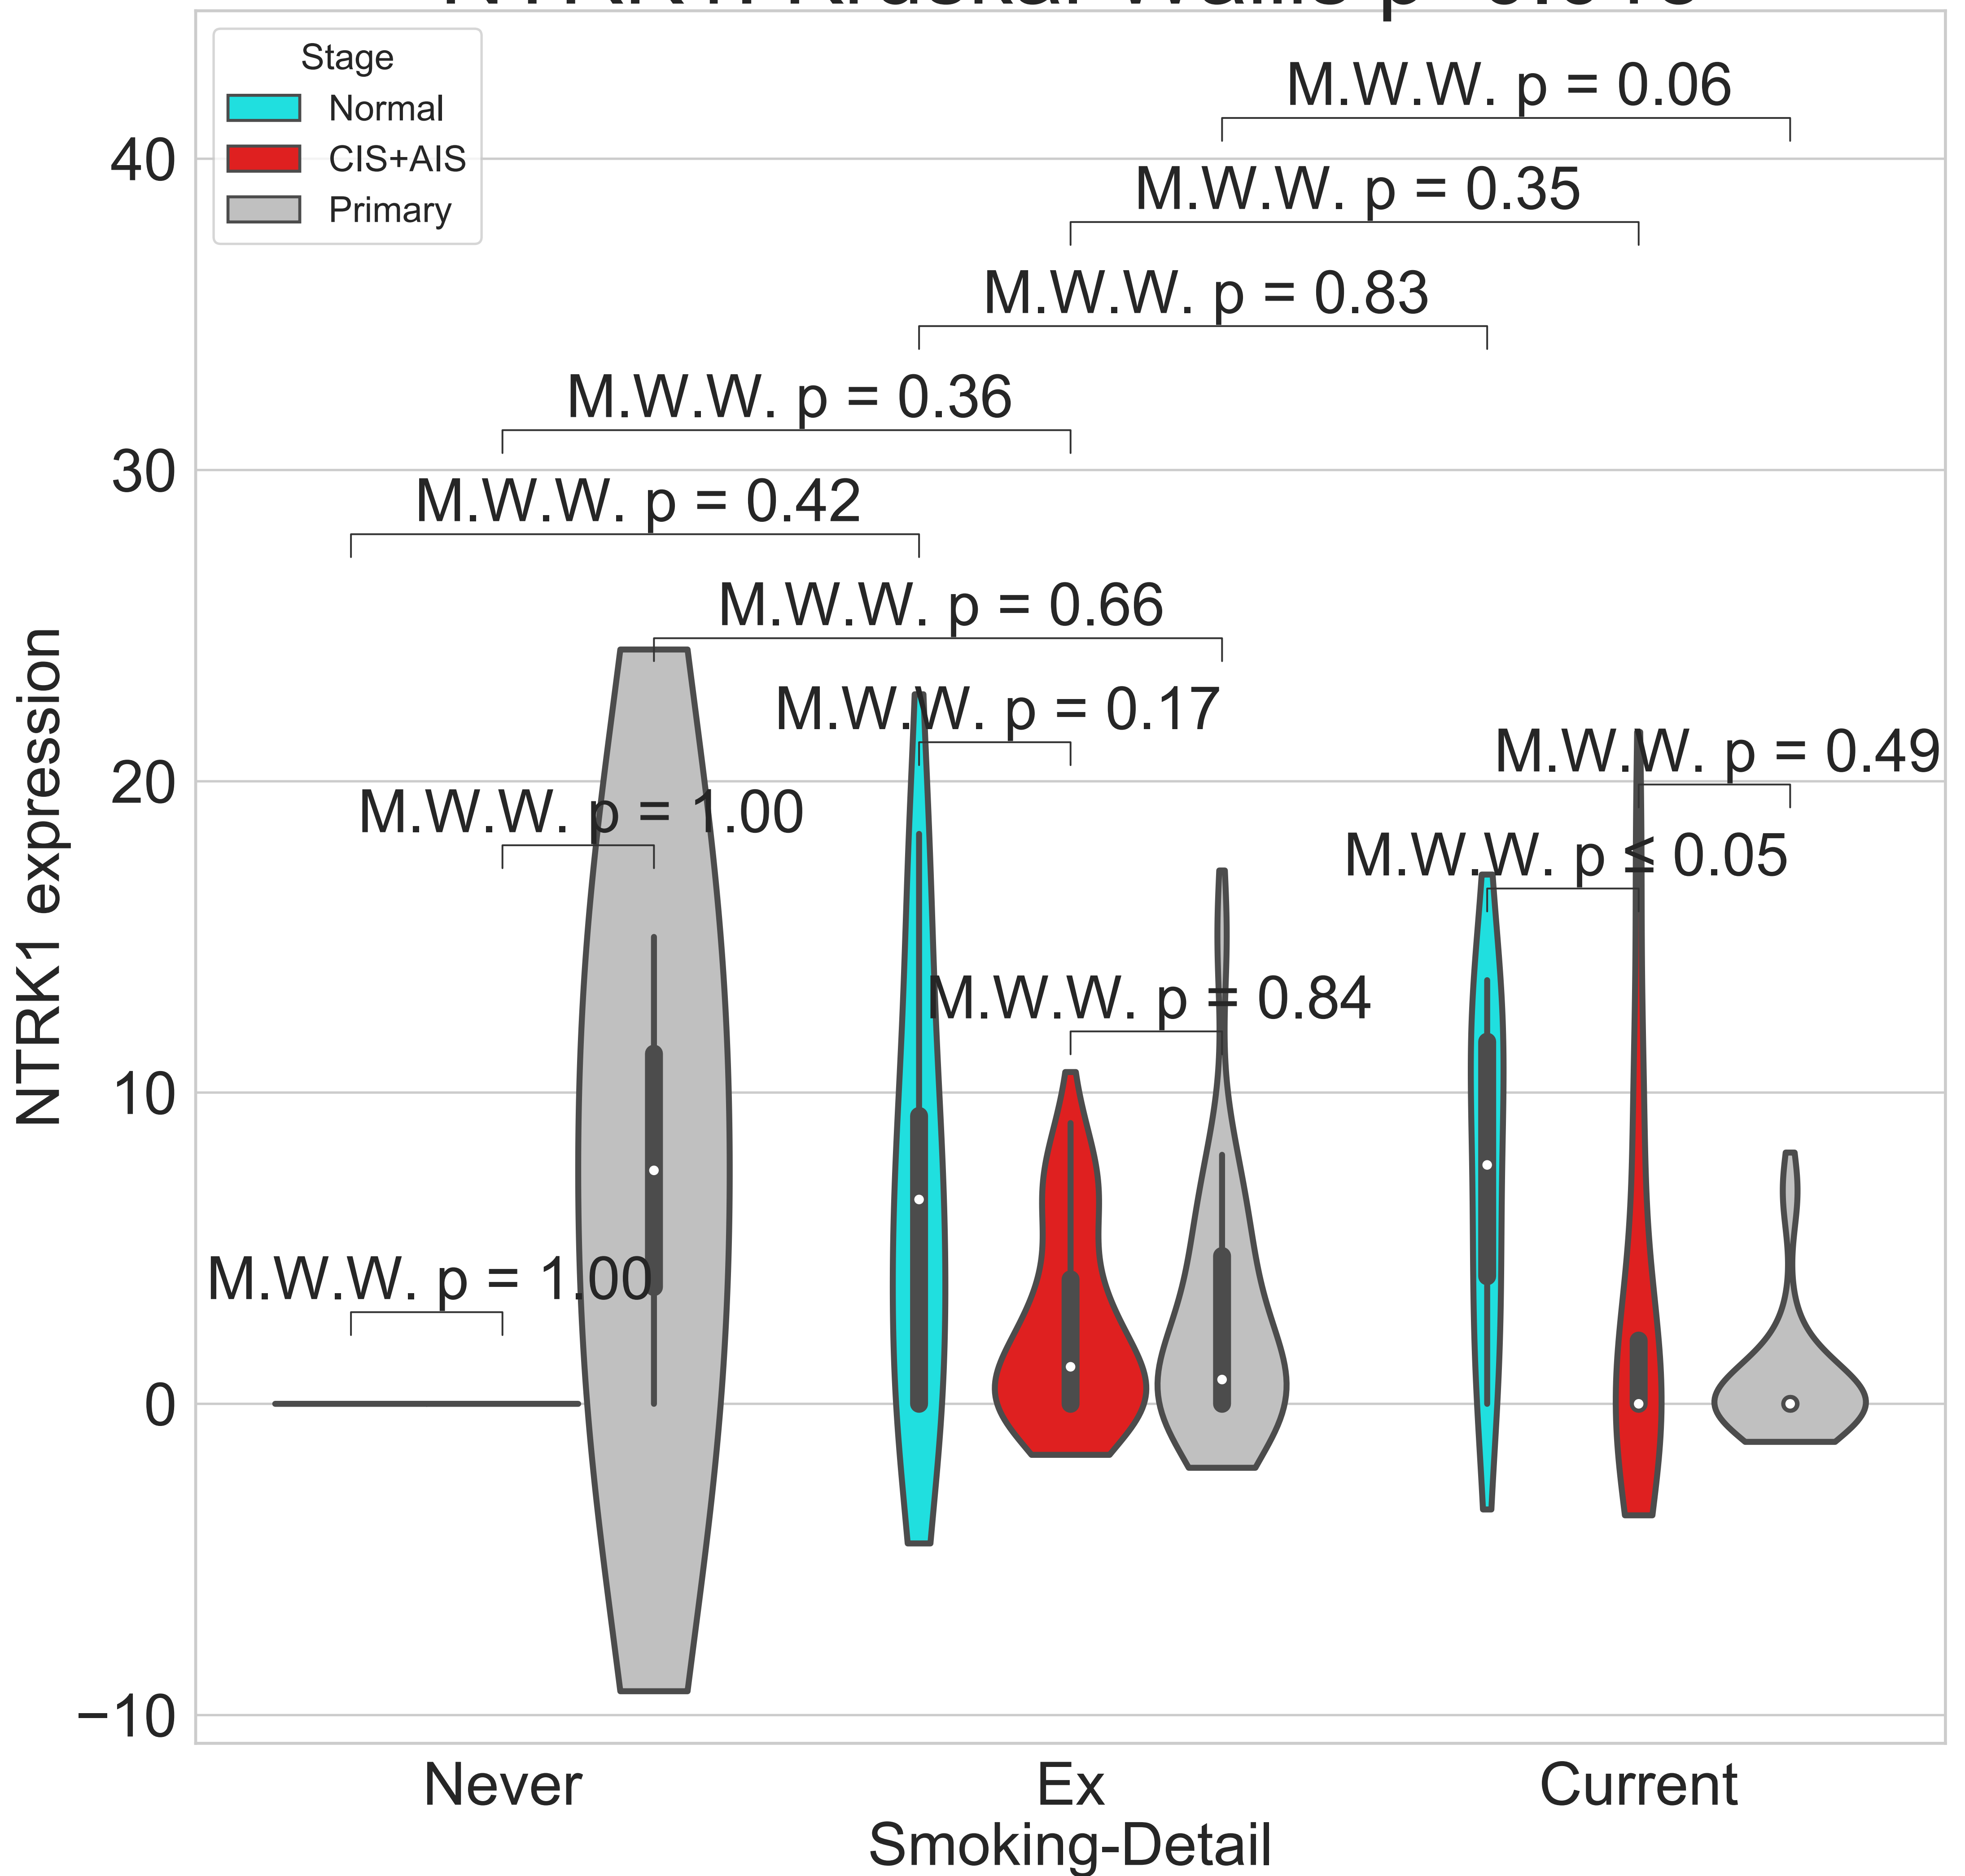 Stage
Normal
CIS+AIS
Primary
M.W.W. p = 0.06
M.W.W. p = 0.35
M.W.W. p = 0.83
M.W.W. p = 0.36
M.W.W. p = 0.42
M.W.W. p = 0.66
M.W.W. p = 0.17
M.W.W. p = 0.49
M.W.W. p = 1.00
M.W.W. p ≤ 0.05
M.W.W. p = 0.84
M.W.W. p = 1.00
40
30
20
10
0
−10
NTRK1 expression
Never
Ex
Current
Smoking-Detail